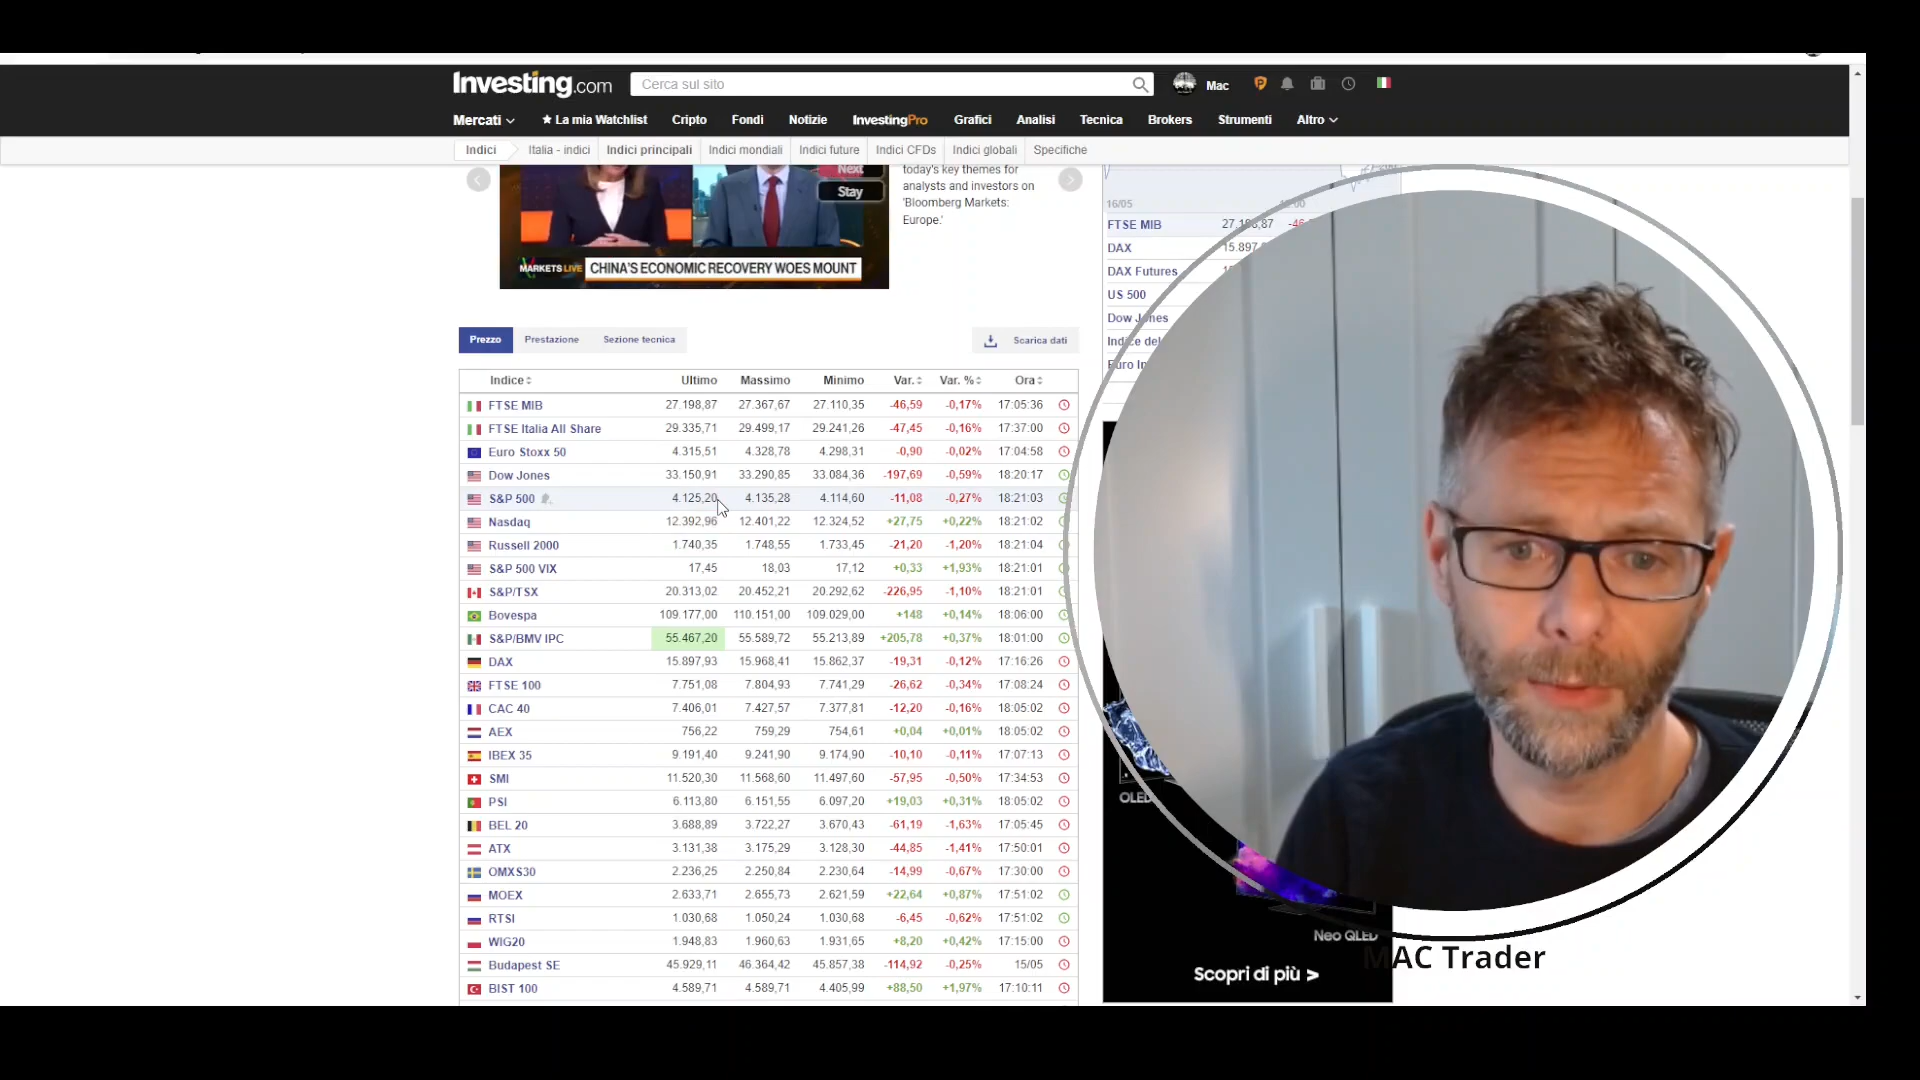 Investing.com
Cerca sul sito
Mac
Mercati
La mia Watchlist
Cripto
Fondi
Notizie
InvestingPro
Grafici
Analisi
Tecnica
Brokers
Strumenti
Altro
Indici
Italia - indici
Indici principali
Indici mondiali
Indici future
Indici CFDs
Indici globali
Specifiche
Next
Stay
MARKETS LIVE
CHINA'S ECONOMIC RECOVERY WOES MOUNT
today's key themes for
analysts and investors on
'Bloomberg Markets:
Europe.'
Prezzo
Prestazione
Sezione tecnica
Scarica dati
Indice Ultimo Massimo Minimo Var. Var. % Ora
FTSE MIB 27.198,87 27.367,67 27.110,35 -46,59 -0,17% 17:05:36
FTSE Italia All Share 29.335,71 29.499,17 29.241,26 -47,45 -0,16% 17:37:00
Euro Stoxx 50 4.315,51 4.328,78 4.298,31 -0,90 -0,02% 17:04:58
Dow Jones 33.150,91 33.290,85 33.084,36 -197,69 -0,59% 18:20:17
S&P 500 4.125,20 4.135,28 4.114,60 -11,08 -0,27% 18:21:03
Nasdaq 12.392,96 12.401,22 12.324,52 +27,75 +0,22% 18:21:02
Russell 2000 1.740,35 1.748,55 1.733,45 -21,20 -1,20% 18:21:04
S&P 500 VIX 17,45 18,03 17,12 +0,33 +1,93% 18:21:01
S&P/TSX 20.313,02 20.452,21 20.292,62 -226,95 -1,10% 18:21:01
Bovespa 109.177,00 110.151,00 109.029,00 +148 +0,14% 18:06:00
S&P/BMV IPC 55.467,20 55.589,72 55.213,89 +205,78 +0,37% 18:01:00
DAX 15.897,93 15.968,41 15.862,37 -19,31 -0,12% 17:16:26
FTSE 100 7.751,08 7.804,93 7.741,29 -26,62 -0,34% 17:08:24
CAC 40 7.406,01 7.427,57 7.377,81 -12,20 -0,16% 18:05:02
AEX 756,22 759,29 754,61 +0,04 +0,01% 18:05:02
IBEX 35 9.191,40 9.241,90 9.174,90 -10,10 -0,11% 17:07:13
SMI 11.520,30 11.568,60 11.497,60 -57,95 -0,50% 17:34:53
PSI 6.113,80 6.151,55 6.097,20 +19,03 +0,31% 18:05:02
BEL 20 3.688,89 3.722,27 3.670,43 -61,19 -1,63% 17:05:45
ATX 3.131,38 3.175,29 3.128,30 -44,85 -1,41% 17:50:01
OMXS30 2.236,25 2.250,84 2.230,64 -14,99 -0,67% 17:30:00
MOEX 2.633,71 2.655,73 2.621,59 +22,64 +0,87% 17:51:02
RTSI 1.030,68 1.050,24 1.030,68 -6,45 -0,62% 17:51:02
WIG20 1.948,83 1.960,63 1.931,65 +8,20 +0,42% 17:15:00
Budapest SE 45.929,11 46.364,42 45.857,38 -114,92 -0,25% 15/05
BIST 100 4.589,71 4.589,71 4.405,99 +88,50 +1,97% 17:10:11
16/05
FTSE MIB
DAX 15.897
DAX Futures
US 500
Dow Jones
OLED
Neo QLED
Scopri di più >
MAC Trader